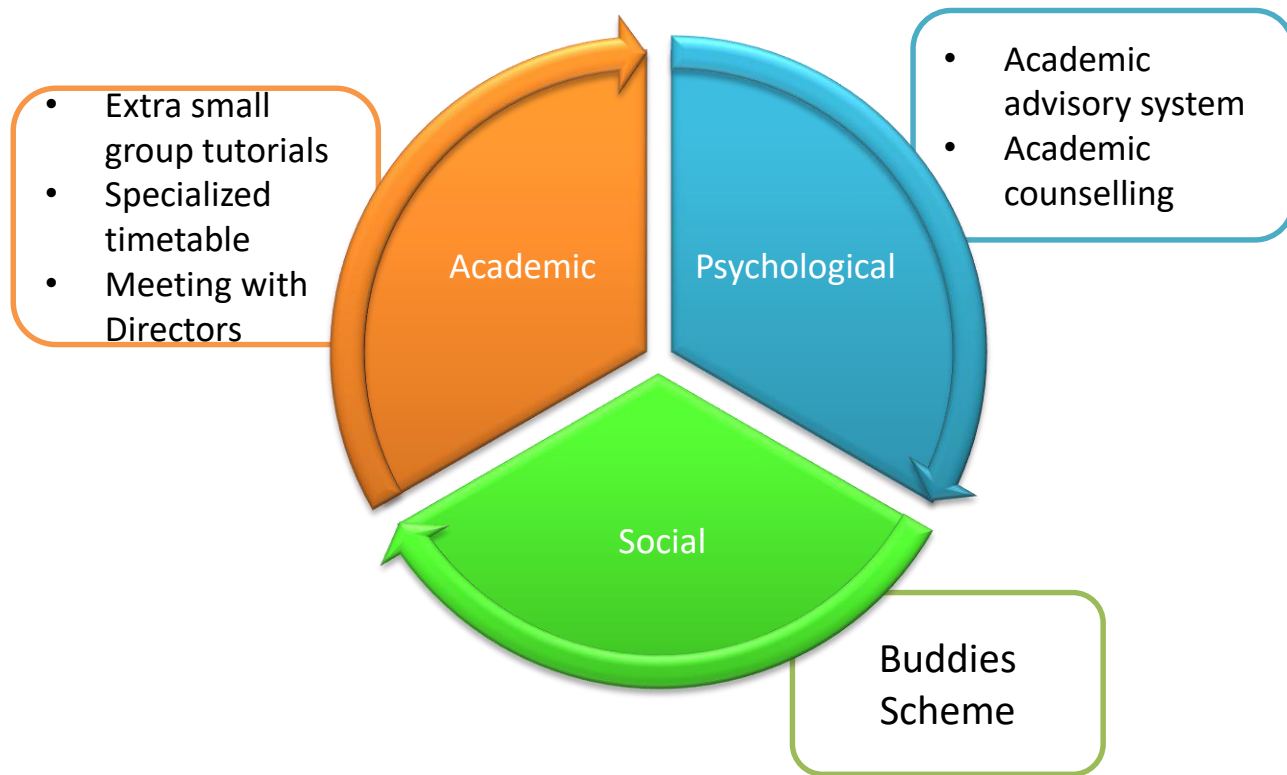 • Extra small
group tutorials
• Specialized
timetable
• Meeting with
Directors
Academic
Psychological
• Academic
advisory system
• Academic
counselling
Social
Buddies
Scheme